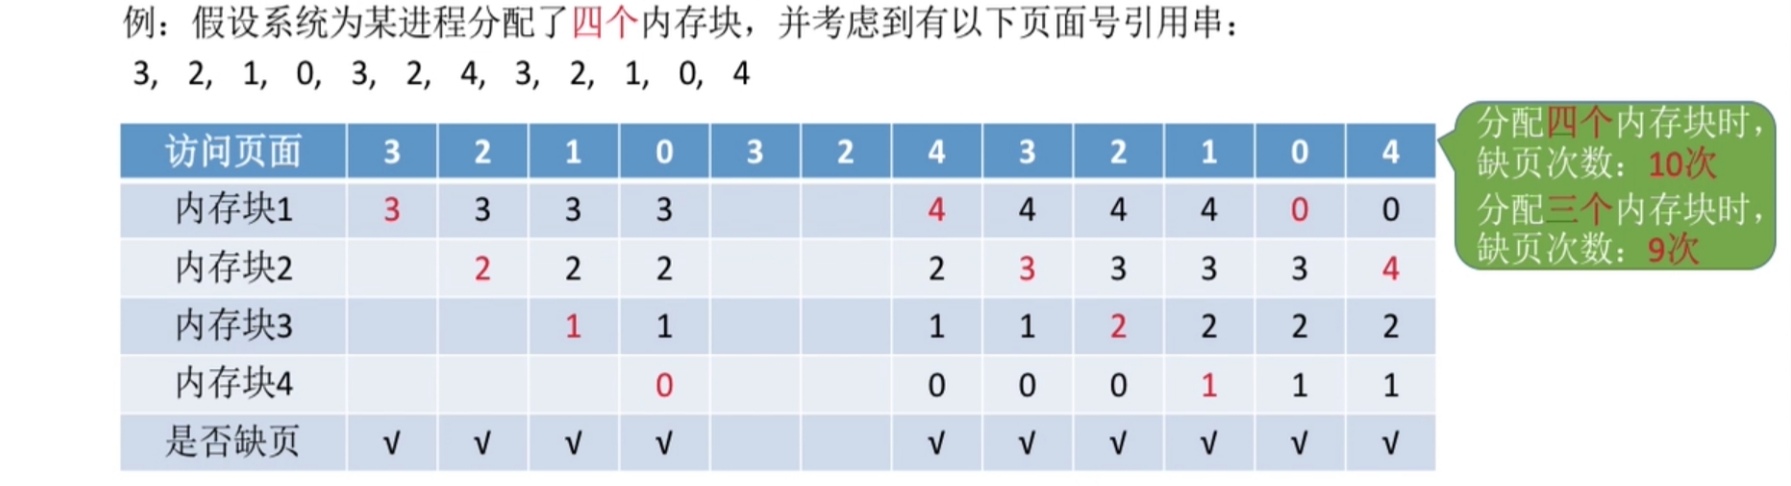 例：假设系统为某进程分配了四个内存块，并考虑到有以下页面号引用串：
3, 2, 1, 0, 3, 2, 4, 3, 2, 1, 0, 4
访问页面 3 2 1 0 3 2 4 3 2 1 0 4
内存块1 3 3 3 3 4 4 4 4 0 0
内存块2 2 2 2 2 3 3 3 3 4
内存块3 1 1 1 1 2 2 2 2
内存块4 0 0 0 0 1 1 1
是否缺页 √ √ √ √ √ √ √ √ √ √
分配四个内存块时，
缺页次数：10次
分配三个内存块时，
缺页次数：9次